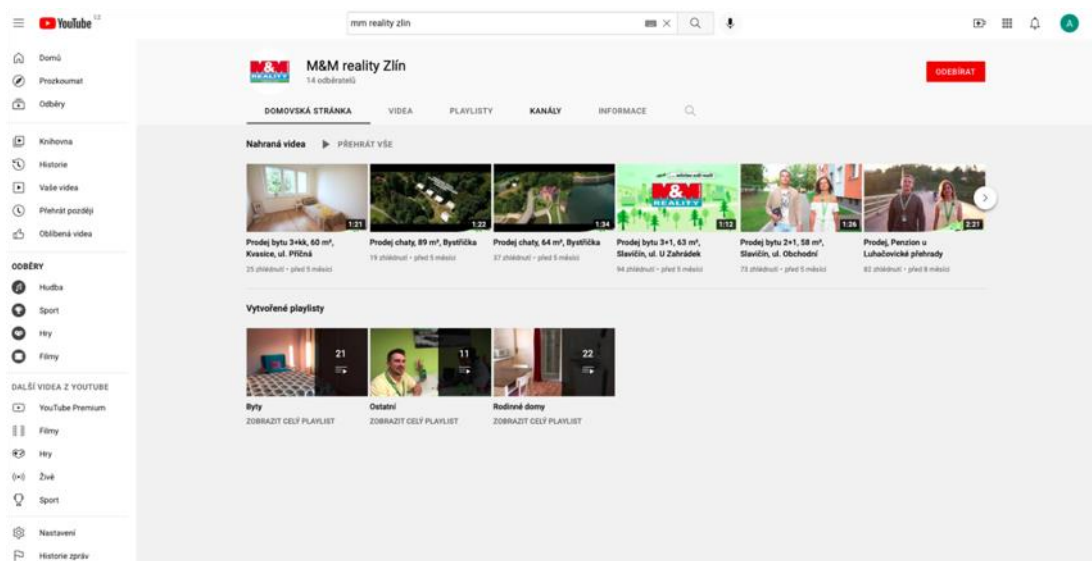 YouTube CZ
mm reality zlín
A
Domů
Prozkoumat
Odběry
Knihovna
Historie
Vaše videa
Přehrát později
Oblíbená videa
ODBĚRY
Hudba
Sport
Hry
Filmy
DALŠÍ VIDEA Z YOUTUBE
YouTube Premium
Filmy
Hry
Živě
Sport
Nastavení
Historie zpráv
M&M
REALITY
M&M reality Zlín
14 odběratelů
ODEBÍRAT
DOMOVSKÁ STRÁNKA VIDEA PLAYLISTY KANÁLY INFORMACE
Nahraná videa PŘEHRÁT VŠE
1:21
Prodej bytu 3+kk, 60 m²,
Kvasice, ul. Příčná
25 zhlédnutí • před 5 měsíci
1:22
Prodej chaty, 89 m², Bystřička
19 zhlédnutí • před 5 měsíci
1:34
Prodej chaty, 64 m², Bystřička
37 zhlédnutí • před 5 měsíci
M&M
REALITY
1:12
Prodej bytu 3+1, 63 m²,
Slavičín, ul. U Zahrádek
94 zhlédnutí • před 5 měsíci
1:26
Prodej bytu 2+1, 58 m²,
Slavičín, ul. Obchodní
73 zhlédnutí • před 5 měsíci
2:21
Prodej, Penzion u
Luhačovické přehrady
82 zhlédnutí • před 8 měsíci
Vytvořené playlisty
21
Byty
ZOBRAZIT CELÝ PLAYLIST
11
Ostatní
ZOBRAZIT CELÝ PLAYLIST
22
Rodinné domy
ZOBRAZIT CELÝ PLAYLIST